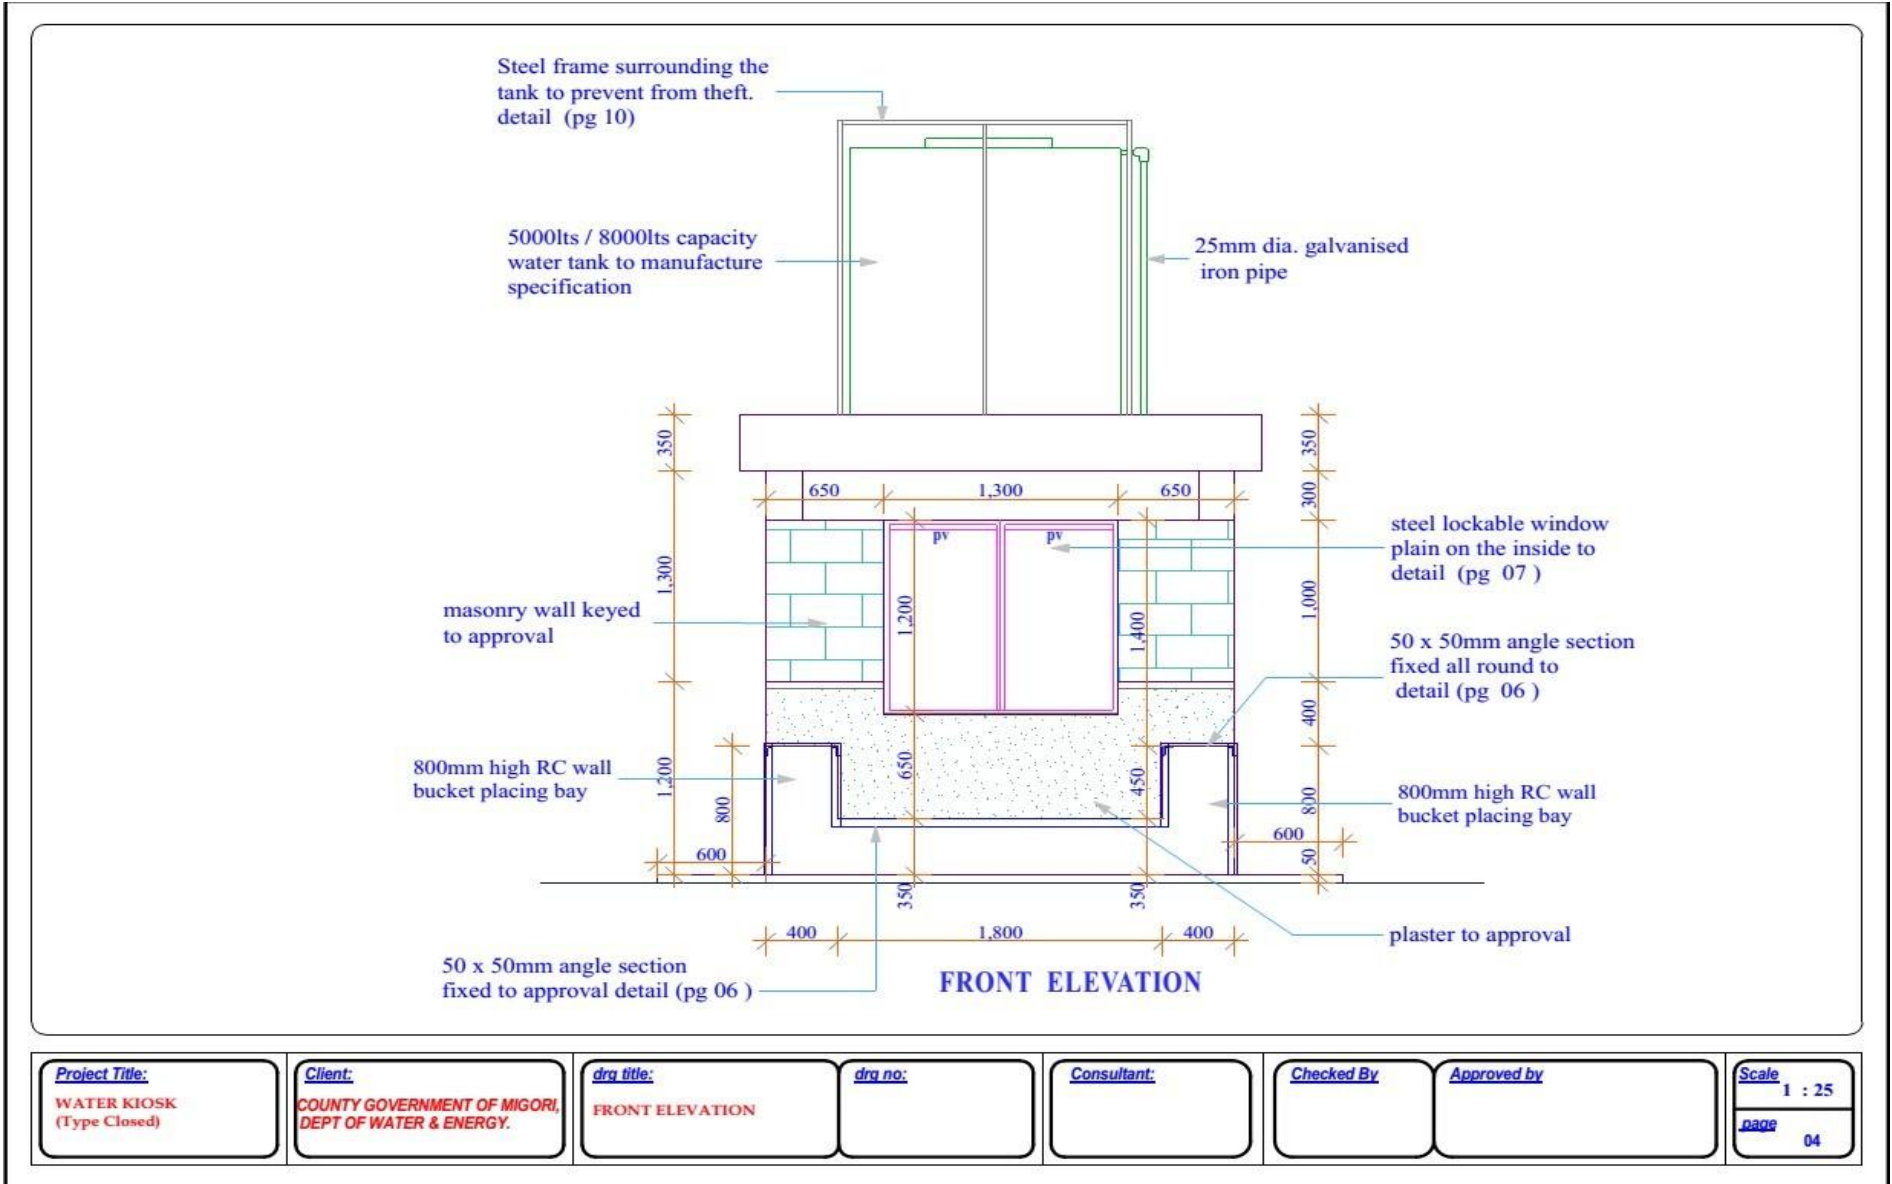 Steel frame surrounding the
tank to prevent from theft.
detail (pg 10)
5000lts / 8000lts capacity
water tank to manufacture
specification
25mm dia. galvanised
iron pipe
350
350
650
1,300
650
300
pv
pv
steel lockable window
plain on the inside to
detail (pg 07 )
1,300
1,200
1,400
1,000
masonry wall keyed
to approval
50 x 50mm angle section
fixed all round to
detail (pg 06 )
400
800mm high RC wall
bucket placing bay
1,200
800
650
450
800
800mm high RC wall
bucket placing bay
600
600
50
350
350
400
1,800
400
plaster to approval
50 x 50mm angle section
fixed to approval detail (pg 06 )
FRONT ELEVATION
Project Title:
WATER KIOSK
(Type Closed)
Client:
COUNTY GOVERNMENT OF MIGORI,
DEPT OF WATER & ENERGY.
drg title:
FRONT ELEVATION
drg no:
Consultant:
Checked By
Approved by
Scale
1 : 25
page
04